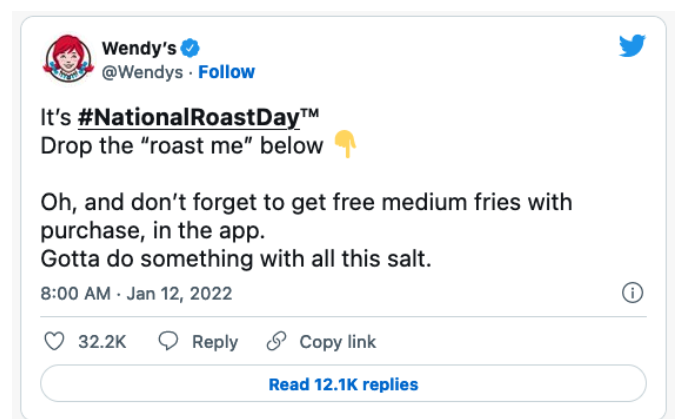 Wendy's
@Wendys · Follow
It's #NationalRoastDay™
Drop the “roast me” below 👇
Oh, and don't forget to get free medium fries with
purchase, in the app.
Gotta do something with all this salt.
8:00 AM · Jan 12, 2022
32.2K Reply Copy link
Read 12.1K replies